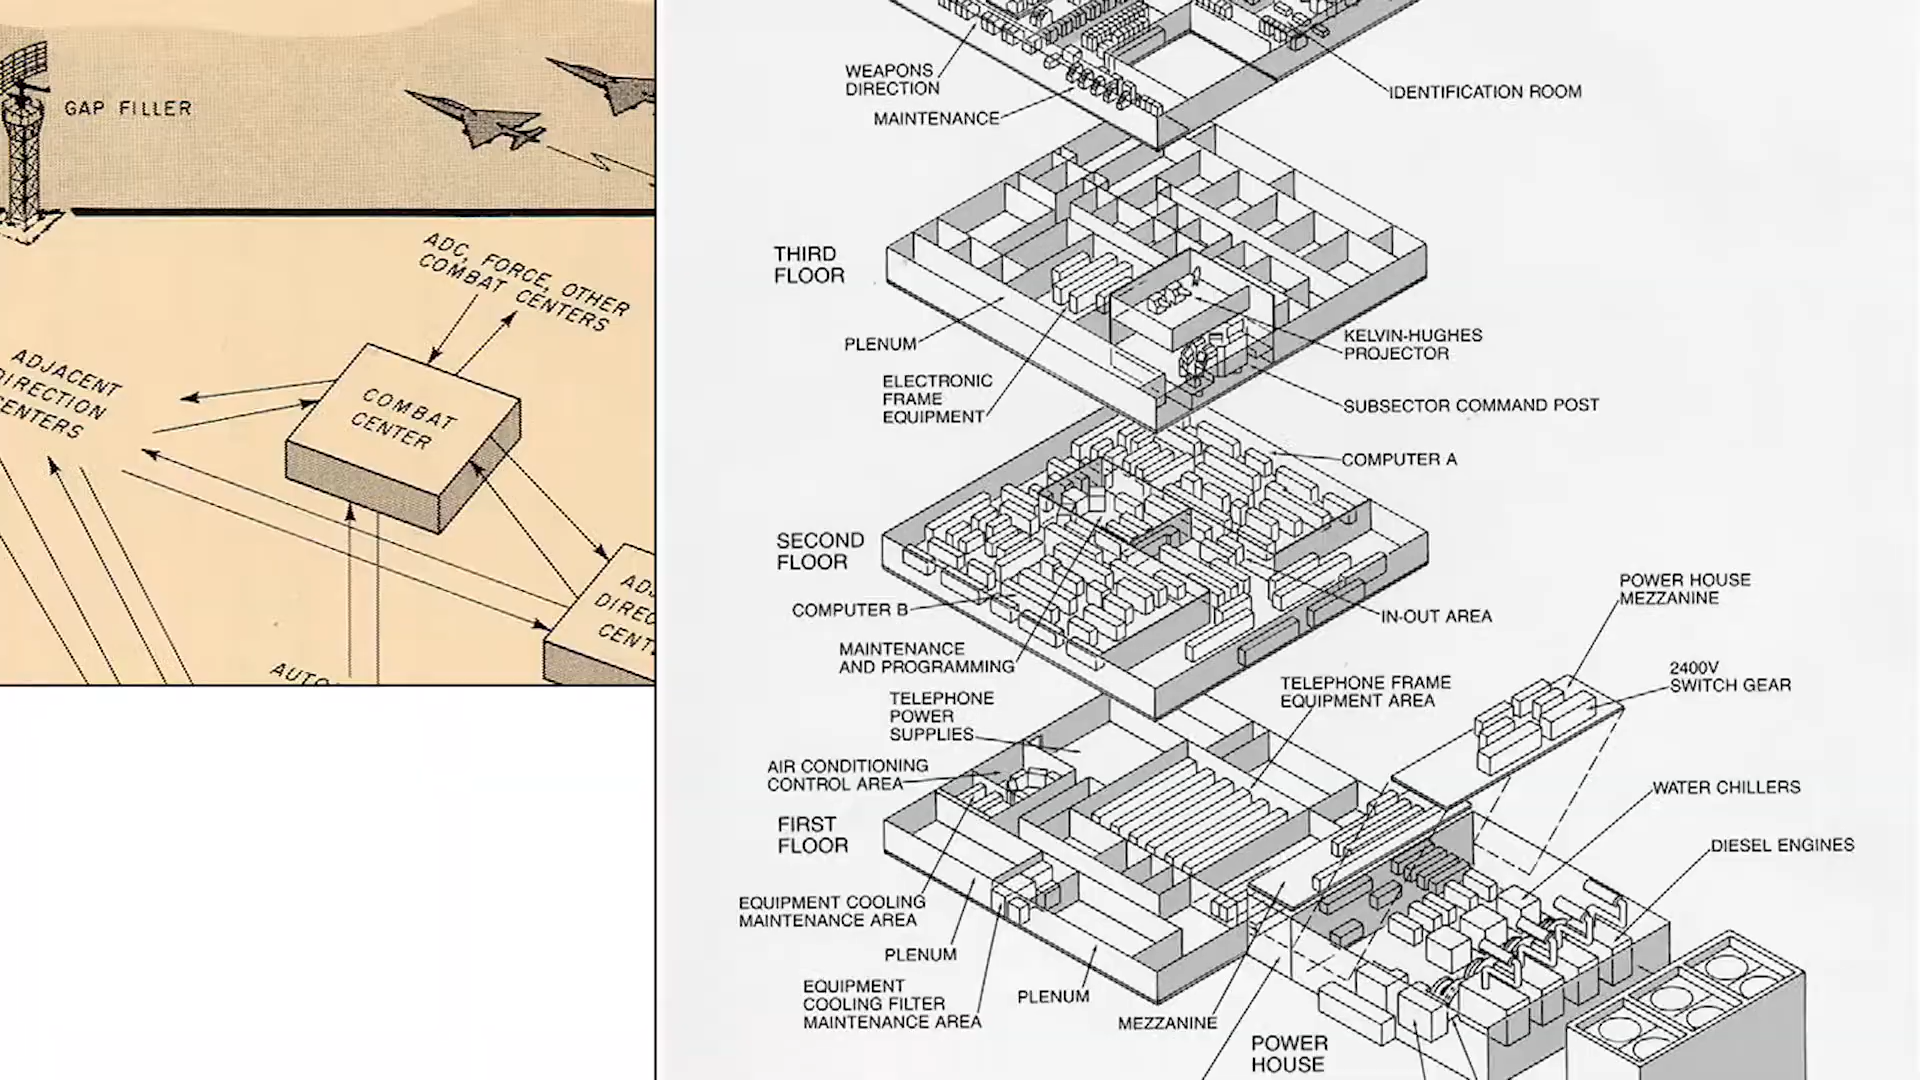 GAP FILLER
ADC, FORCE, OTHER
COMBAT CENTERS
ADJACENT
DIRECTION
CENTERS
COMBAT
CENTER
WEAPONS
DIRECTION
MAINTENANCE
IDENTIFICATION ROOM
THIRD
FLOOR
PLENUM
ELECTRONIC
FRAME
EQUIPMENT
KELVIN-HUGHES
PROJECTOR
SUBSECTOR COMMAND POST
COMPUTER A
SECOND
FLOOR
COMPUTER B
MAINTENANCE
AND PROGRAMMING
IN-OUT AREA
POWER HOUSE
MEZZANINE
2400V
SWITCH GEAR
TELEPHONE FRAME
EQUIPMENT AREA
TELEPHONE
POWER
SUPPLIES
AIR CONDITIONING
CONTROL AREA
FIRST
FLOOR
WATER CHILLERS
DIESEL ENGINES
EQUIPMENT COOLING
MAINTENANCE AREA
PLENUM
EQUIPMENT
COOLING FILTER
MAINTENANCE AREA
PLENUM
MEZZANINE
POWER
HOUSE